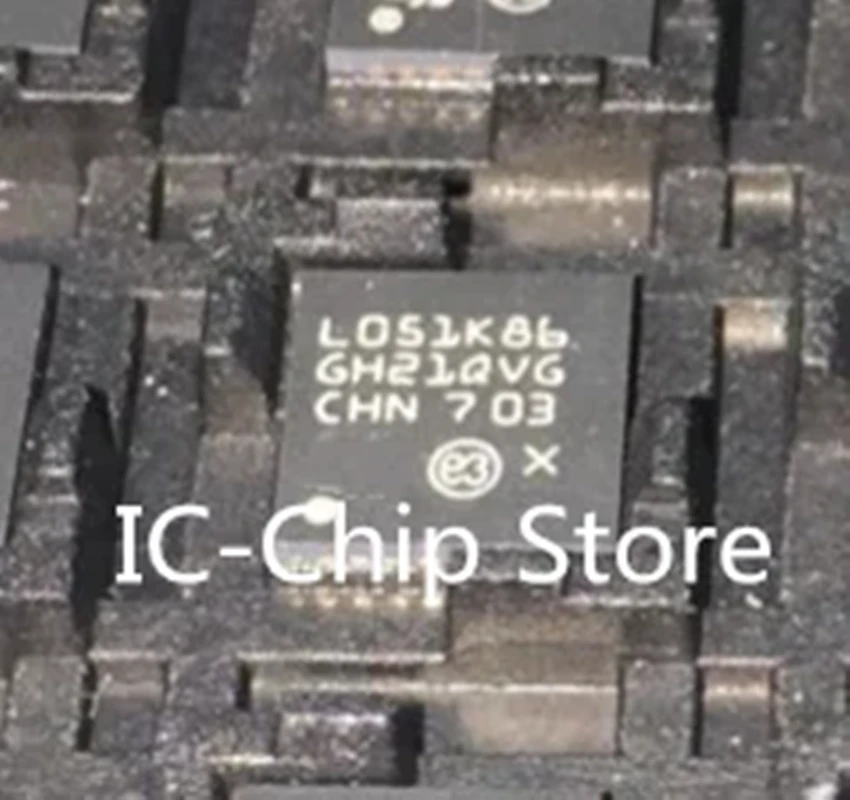 L051K86
GH21QVG
CHN 703
e3 X
IC-Chip Store